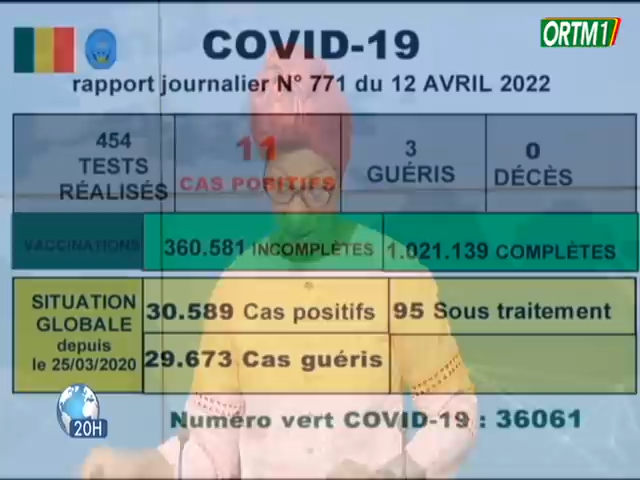 ORTM1
COVID-19
rapport journalier N° 771 du 12 AVRIL 2022
454
TESTS
RÉALISÉS
11
CAS POSITIFS
3
GUÉRIS
0
DÉCÈS
VACCINATIONS
360.581 INCOMPLÈTES
1.021.139 COMPLÈTES
SITUATION
GLOBALE
depuis
le 25/03/2020
30.589 Cas positifs
95 Sous traitement
29.673 Cas guéris
20H
Numéro vert COVID-19 : 36061